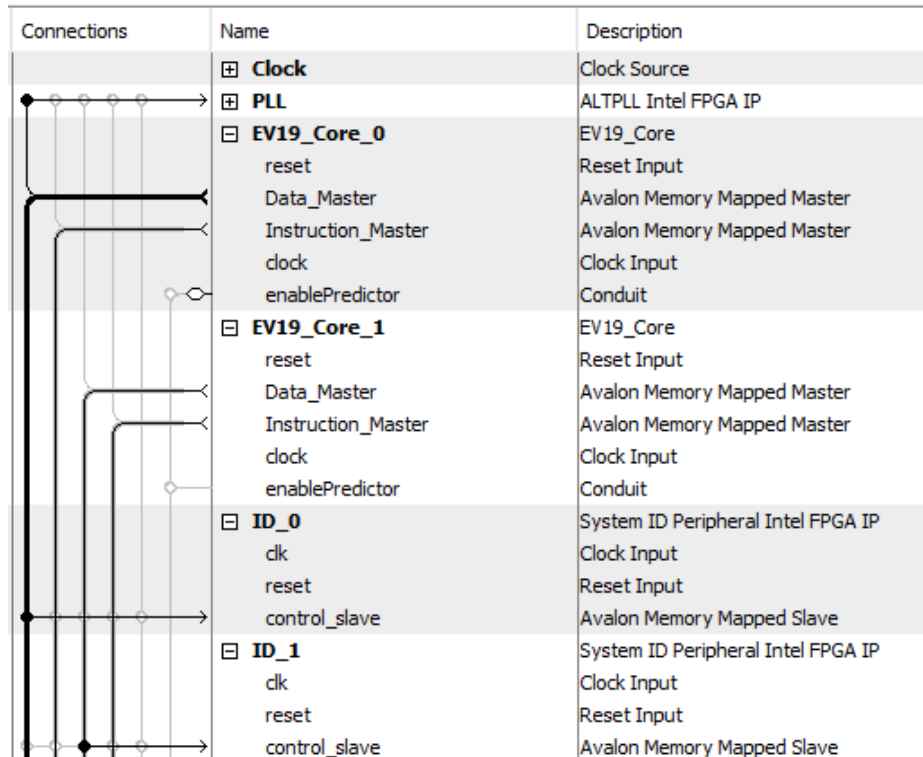 Connections Name Description
Clock Clock Source
PLL ALTPLL Intel FPGA IP
EV19_Core_0 EV19_Core
reset Reset Input
Data_Master Avalon Memory Mapped Master
Instruction_Master Avalon Memory Mapped Master
clock Clock Input
enablePredictor Conduit
EV19_Core_1 EV19_Core
reset Reset Input
Data_Master Avalon Memory Mapped Master
Instruction_Master Avalon Memory Mapped Master
clock Clock Input
enablePredictor Conduit
ID_0 System ID Peripheral Intel FPGA IP
clk Clock Input
reset Reset Input
control_slave Avalon Memory Mapped Slave
ID_1 System ID Peripheral Intel FPGA IP
clk Clock Input
reset Reset Input
control_slave Avalon Memory Mapped Slave